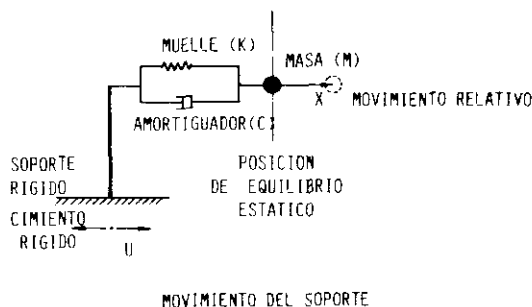 MUELLE (K)
MASA (M)
X
MOVIMIENTO RELATIVO
AMORTIGUADOR(C)
SOPORTE
RIGIDO
POSICION
DE EQUILIBRIO
ESTATICO
CIMIENTO
RIGIDO
U
MOVIMIENTO DEL SOPORTE